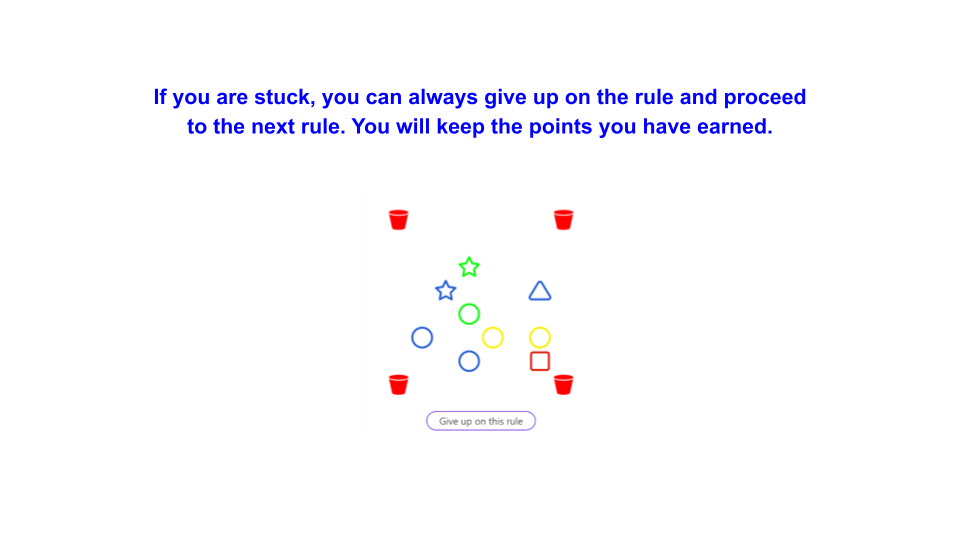 If you are stuck, you can always give up on the rule and proceed
to the next rule. You will keep the points you have earned.
Give up on this rule